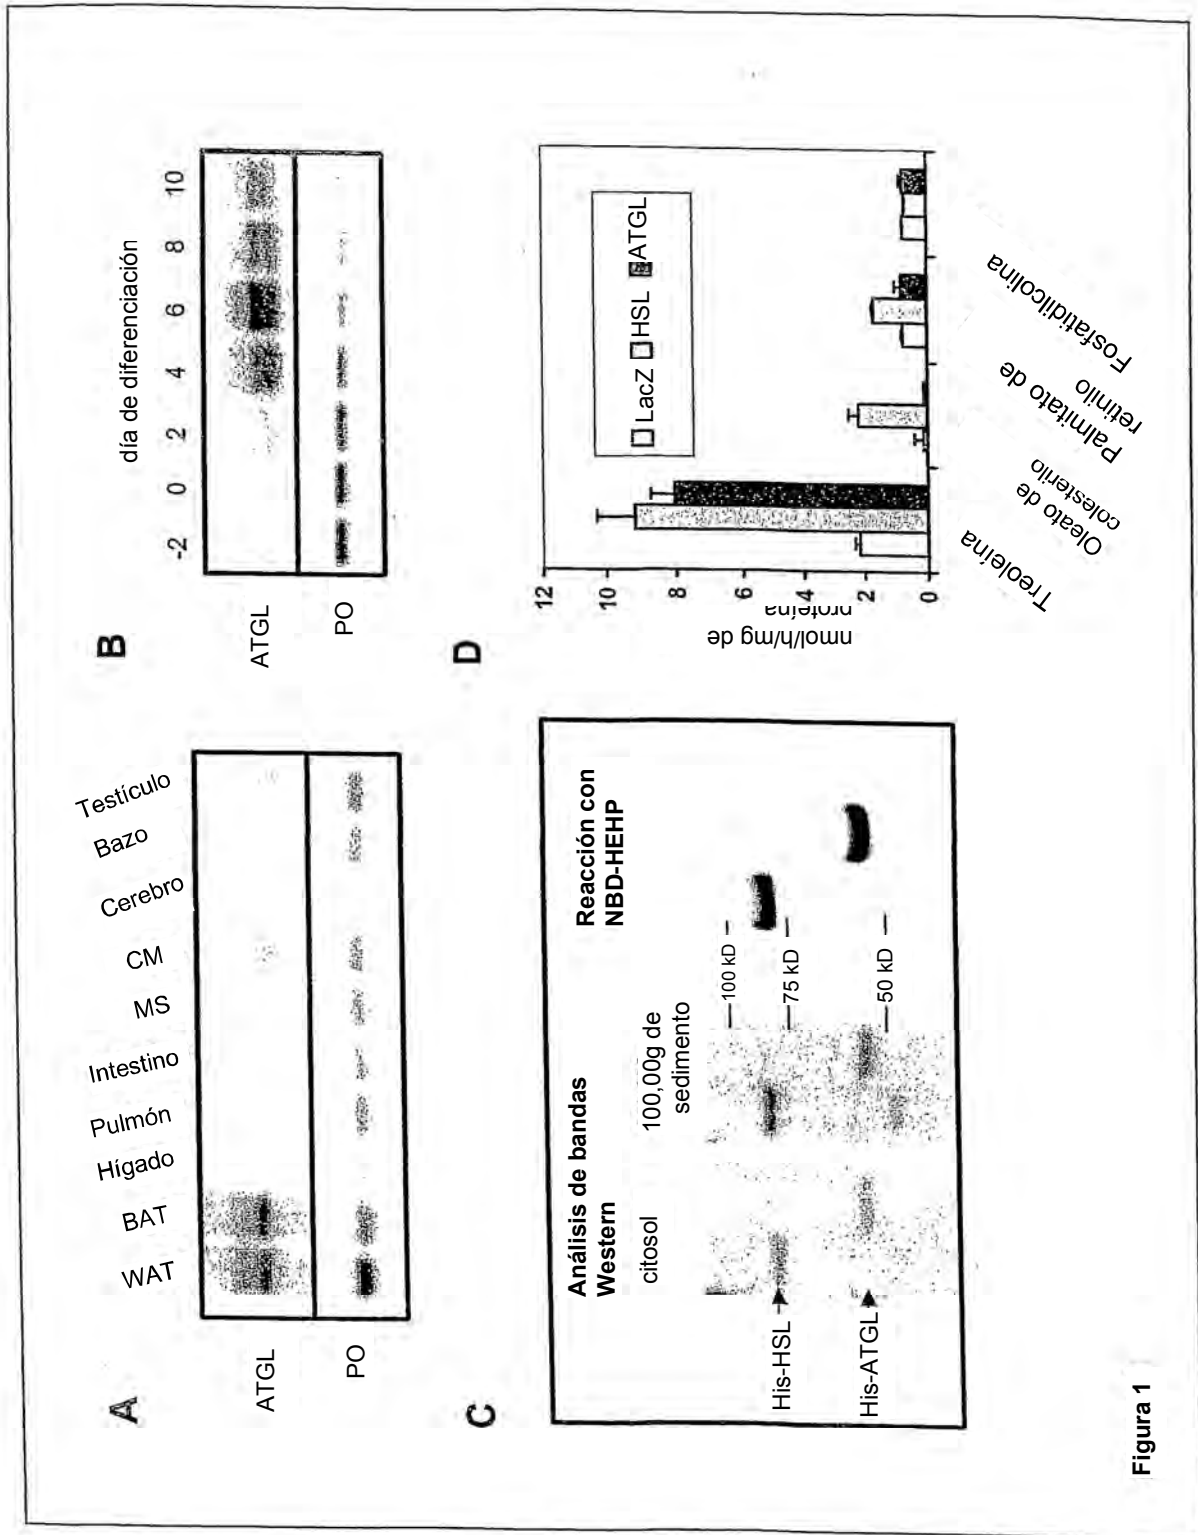 A
WAT
BAT
Hígado
Pulmón
Intestino
MS
CM
Cerebro
Bazo
Testículo
ATGL
PO
B
día de diferenciación
-2 0 2 4 6 8 10
ATGL
PO
C
Análisis de bandas
Western
citosol
100,00g de
sedimento
Reacción con
NBD-HEHP
100 kD
75 kD
50 kD
His-HSL
His-ATGL
D
nmol/h/mg de
proteína
12
10
8
6
4
2
0
LacZ HSL ATGL
Treoleína
Oleato de
colesterilo
Palmitato de
retinilo
Fosfatidilcolina
Figura 1